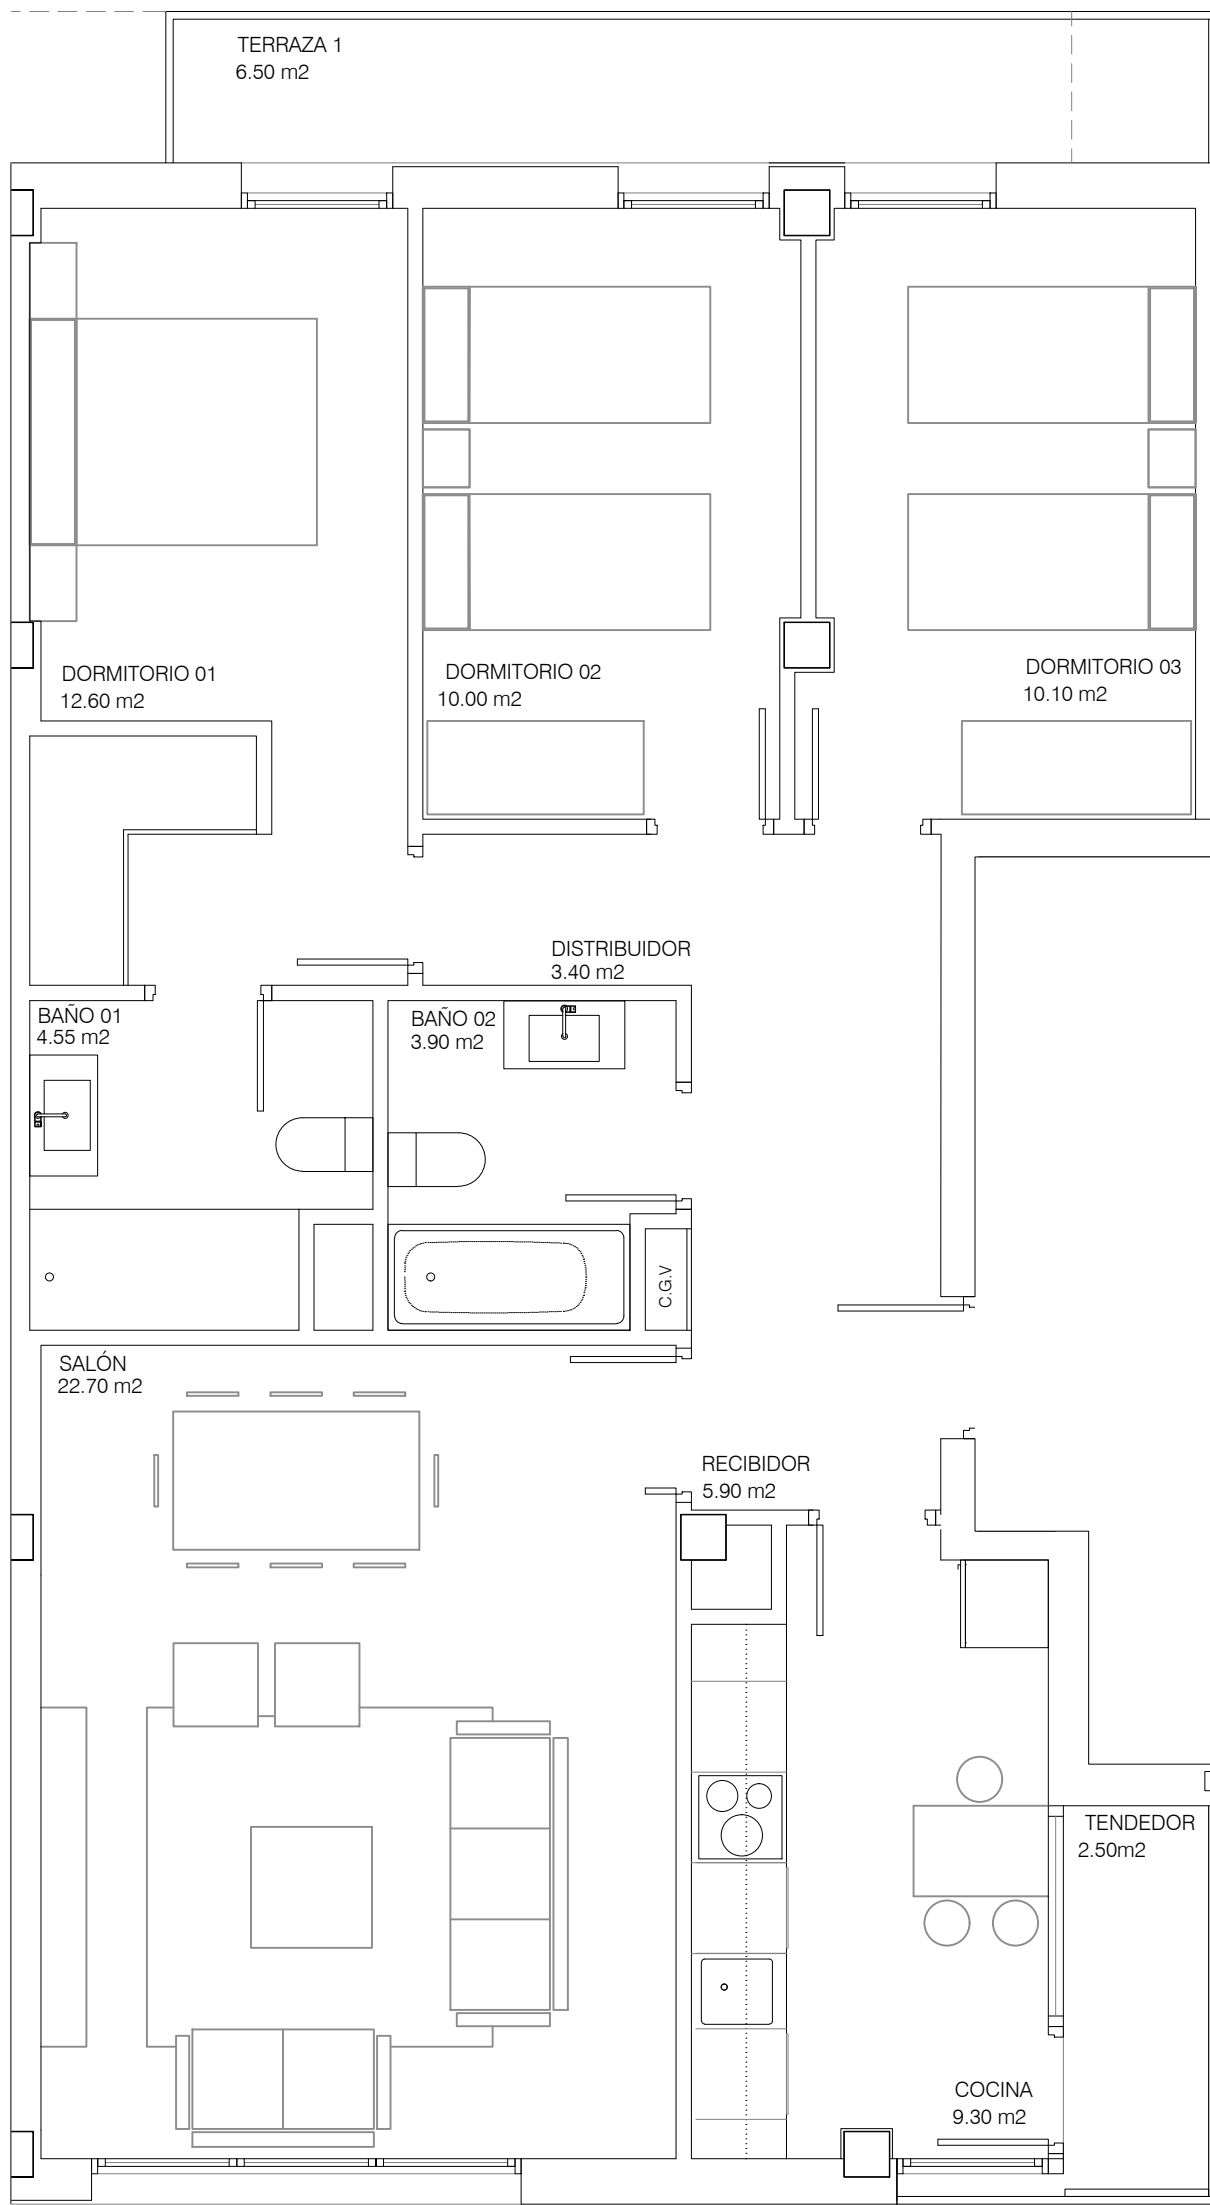 TERRAZA 1
6.50 m2
DORMITORIO 01
12.60 m2
DORMITORIO 02
10.00 m2
DORMITORIO 03
10.10 m2
DISTRIBUIDOR
3.40 m2
BAÑO 01
4.55 m2
BAÑO 02
3.90 m2
C.G.V
SALÓN
22.70 m2
RECIBIDOR
5.90 m2
TENDEDOR
2.50m2
COCINA
9.30 m2